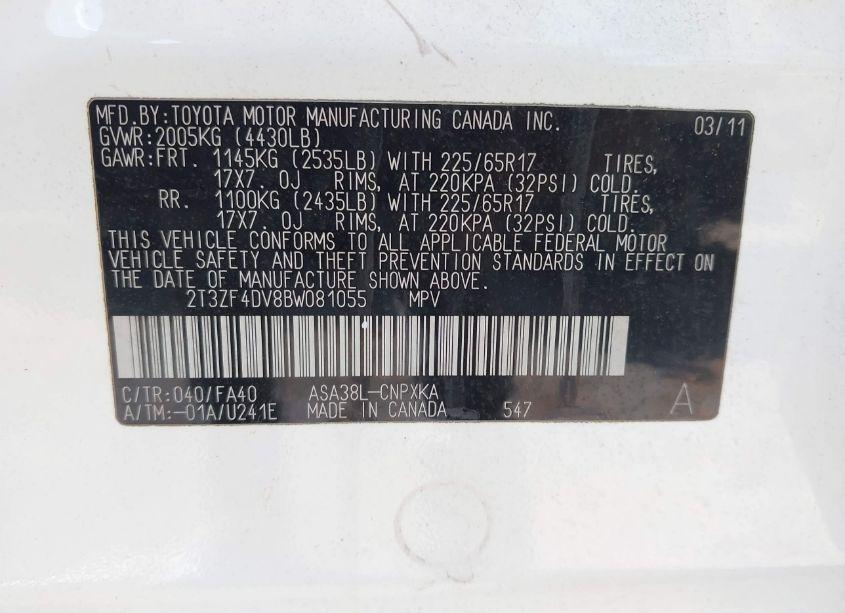 MFD.BY:TOYOTA MOTOR MANUFACTURING CANADA INC. 03/11
GVWR:2005KG (4430LB)
GAWR:FRT. 1145KG (2535LB) WITH 225/65R17 TIRES,
17X7. OJ RIMS, AT 220KPA (32PSI) COLD.
RR. 1100KG (2435LB) WITH 225/65R17 TIRES,
17X7. OJ RIMS, AT 220KPA (32PSI) COLD.
THIS VEHICLE CONFORMS TO ALL APPLICABLE FEDERAL MOTOR
VEHICLE SAFETY AND THEFT PREVENTION STANDARDS IN EFFECT ON
THE DATE OF MANUFACTURE SHOWN ABOVE.
2T3ZF4DV8BW081055 MPV
C/TR:040/FA40 ASA38L-CNPXKA
A/TM:-01A/U241E MADE IN CANADA 547 A